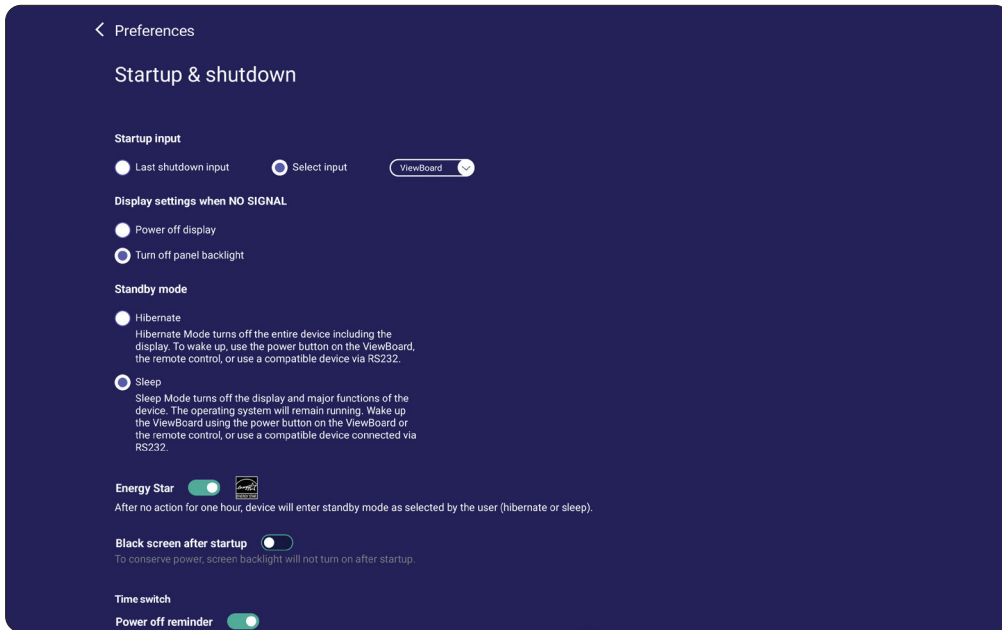 Preferences
Startup & shutdown
Startup input
Last shutdown input Select input ViewBoard
Display settings when NO SIGNAL
Power off display
Turn off panel backlight
Standby mode
Hibernate
Hibernate Mode turns off the entire device including the
display. To wake up, use the power button on the ViewBoard,
the remote control, or use a compatible device via RS232.
Sleep
Sleep Mode turns off the display and major functions of the
device. The operating system will remain running. Wake up
the ViewBoard using the power button on the ViewBoard or
the remote control, or use a compatible device connected via
RS232.
Energy Star ENERGY STAR
After no action for one hour, device will enter standby mode as selected by the user (hibernate or sleep).
Black screen after startup
To conserve power, screen backlight will not turn on after startup.
Time switch
Power off reminder